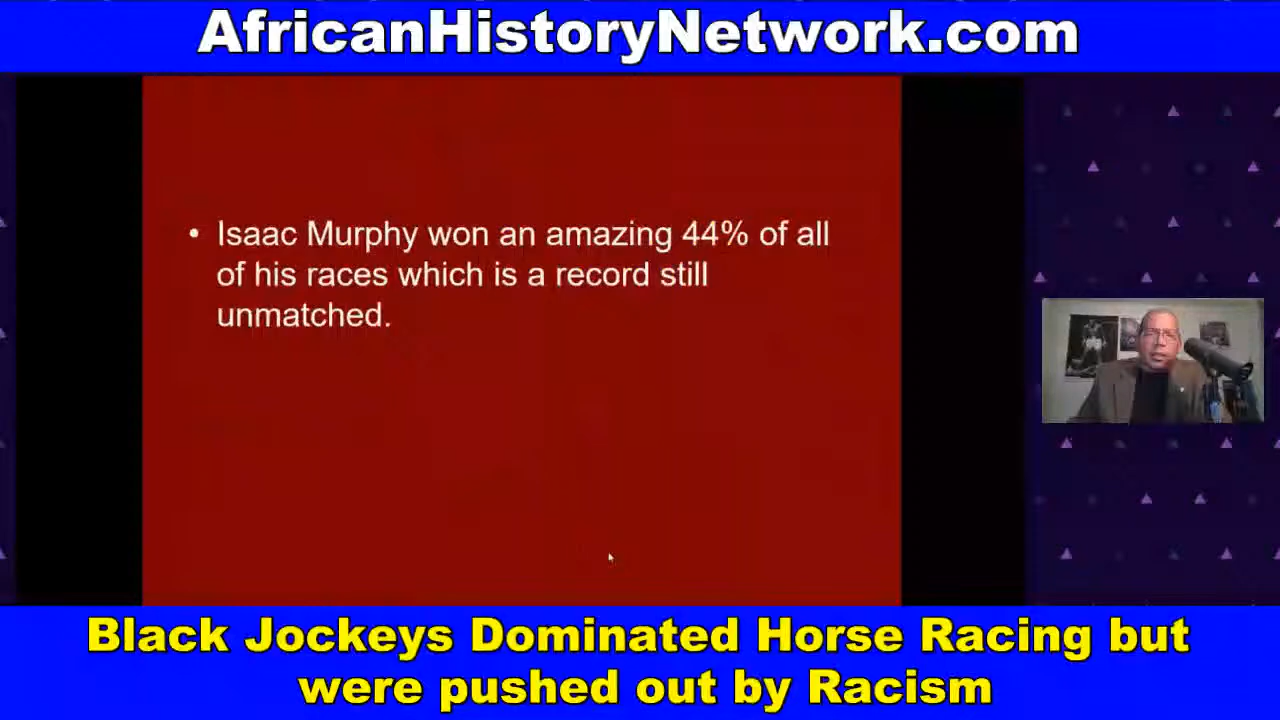 AfricanHistoryNetwork.com
• Isaac Murphy won an amazing 44% of all
of his races which is a record still
unmatched.
Black Jockeys Dominated Horse Racing but
were pushed out by Racism